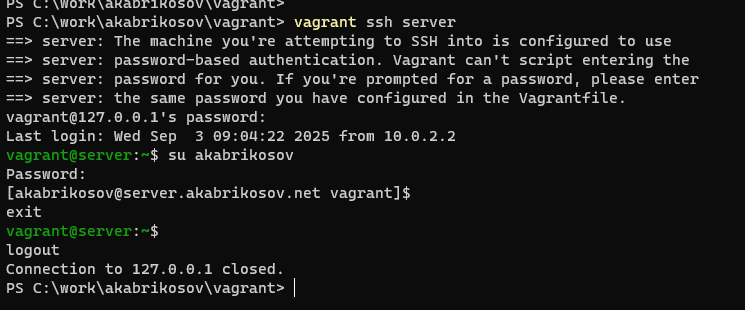 PS C:\work\akabrikosov\vagrant>
PS C:\work\akabrikosov\vagrant> vagrant ssh server
==> server: The machine you're attempting to SSH into is configured to use
==> server: password-based authentication. Vagrant can't script entering the
==> server: password for you. If you're prompted for a password, please enter
==> server: the same password you have configured in the Vagrantfile.
vagrant@127.0.0.1's password:
Last login: Wed Sep  3 09:04:22 2025 from 10.0.2.2
vagrant@server:~$ su akabrikosov
Password:
[akabrikosov@server.akabrikosov.net vagrant]$
exit
vagrant@server:~$
logout
Connection to 127.0.0.1 closed.
PS C:\work\akabrikosov\vagrant>